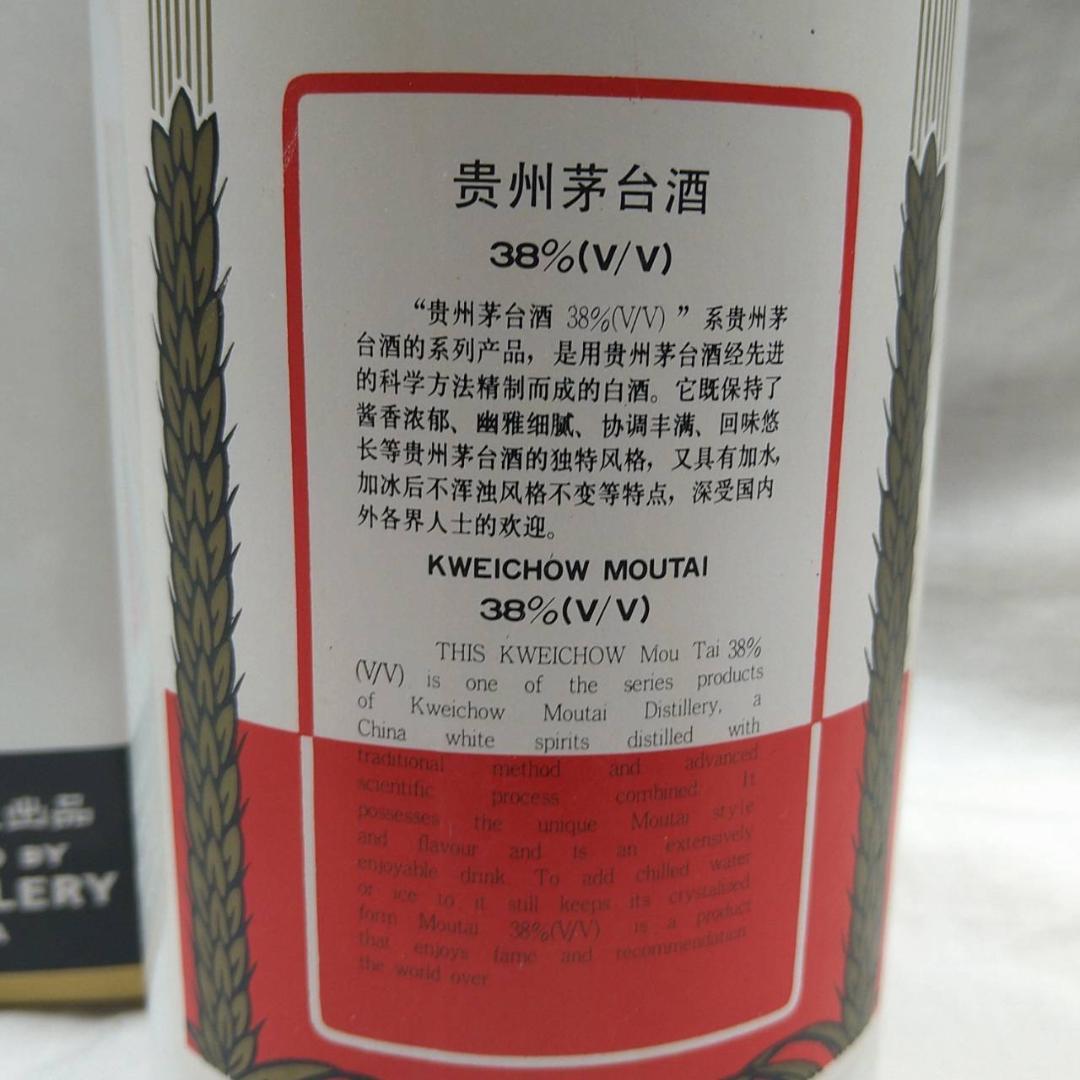 贵州茅台酒
38%(V/V)
“贵州茅台酒 38%(V/V)”系贵州茅
台酒的系列产品，是用贵州茅台酒经先进
的科学方法精制而成的白酒。它既保持了
酱香浓郁、幽雅细腻、协调丰满、回味悠
长等贵州茅台酒的独特风格，又具有加水，
加冰后不浑浊风格不变等特点，深受国内
外各界人士的欢迎。
KWEICHOW MOUTAI
38%(V/V)
THIS KWEICHOW Mou Tai 38%
(V/V) is one of the series products
of Kweichow Moutai Distillery, a
China white spirits distilled with
traditional method and advanced
scientific process combined. It
possesses the unique Moutai style
and flavour and is an extensively
enjoyable drink. To add chilled water
or ice to it still keeps its crystalized
form Moutai 38%(V/V) is a product
that enjoys fame and recommendation
the world over
出品
BY
LERY
A